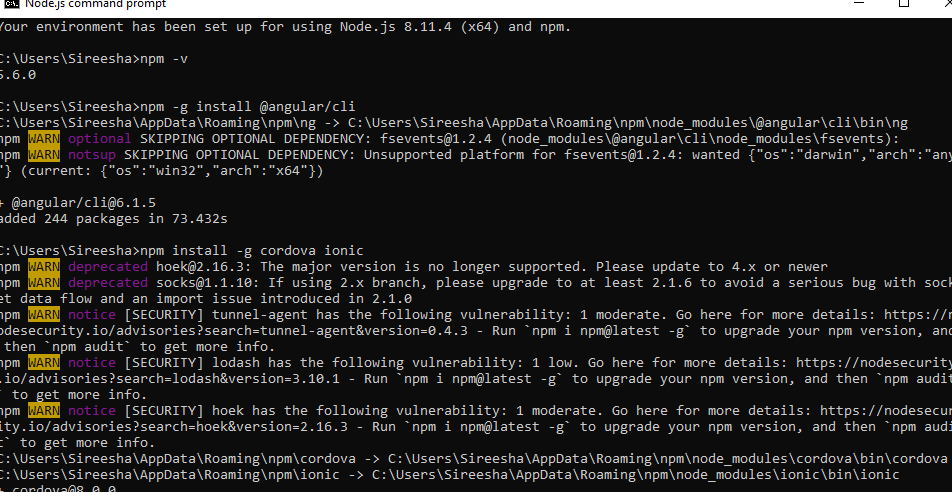 Node.js command prompt
Your environment has been set up for using Node.js 8.11.4 (x64) and npm.
C:\Users\Sireesha>npm -v
5.6.0
C:\Users\Sireesha>npm -g install @angular/cli
C:\Users\Sireesha\AppData\Roaming\npm\ng -> C:\Users\Sireesha\AppData\Roaming\npm\node_modules\@angular\cli\bin\ng
npm WARN optional SKIPPING OPTIONAL DEPENDENCY: fsevents@1.2.4 (node_modules\@angular\cli\node_modules\fsevents):
npm WARN notsup SKIPPING OPTIONAL DEPENDENCY: Unsupported platform for fsevents@1.2.4: wanted {"os":"darwin","arch":"any
"} (current: {"os":"win32","arch":"x64"})
+ @angular/cli@6.1.5
added 244 packages in 73.432s
C:\Users\Sireesha>npm install -g cordova ionic
npm WARN deprecated hoek@2.16.3: The major version is no longer supported. Please update to 4.x or newer
npm WARN deprecated socks@1.1.10: If using 2.x branch, please upgrade to at least 2.1.6 to avoid a serious bug with sock
et data flow and an import issue introduced in 2.1.0
npm WARN notice [SECURITY] tunnel-agent has the following vulnerability: 1 moderate. Go here for more details: https://n
odesecurity.io/advisories?search=tunnel-agent&version=0.4.3 - Run `npm i npm@latest -g` to upgrade your npm version, and
then `npm audit` to get more info.
npm WARN notice [SECURITY] lodash has the following vulnerability: 1 low. Go here for more details: https://nodesecurity
.io/advisories?search=lodash&version=3.10.1 - Run `npm i npm@latest -g` to upgrade your npm version, and then `npm audit
` to get more info.
npm WARN notice [SECURITY] hoek has the following vulnerability: 1 moderate. Go here for more details: https://nodesecur
ity.io/advisories?search=hoek&version=2.16.3 - Run `npm i npm@latest -g` to upgrade your npm version, and then `npm audi
t` to get more info.
C:\Users\Sireesha\AppData\Roaming\npm\cordova -> C:\Users\Sireesha\AppData\Roaming\npm\node_modules\cordova\bin\cordova
C:\Users\Sireesha\AppData\Roaming\npm\ionic -> C:\Users\Sireesha\AppData\Roaming\npm\node_modules\ionic\bin\ionic
+ cordova@8.0.0